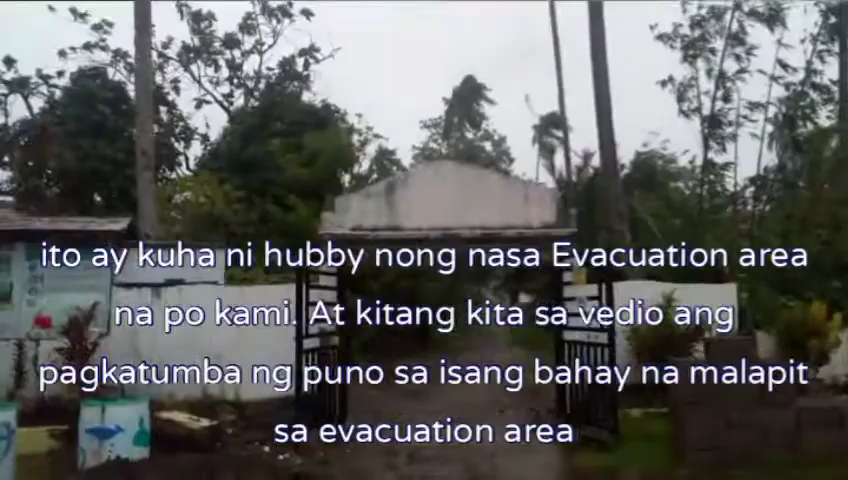 ito ay kuha ni hubby nong nasa Evacuation area
na po kami. At kitang kita sa vedio ang
pagkatumba ng puno sa isang bahay na malapit
sa evacuation area